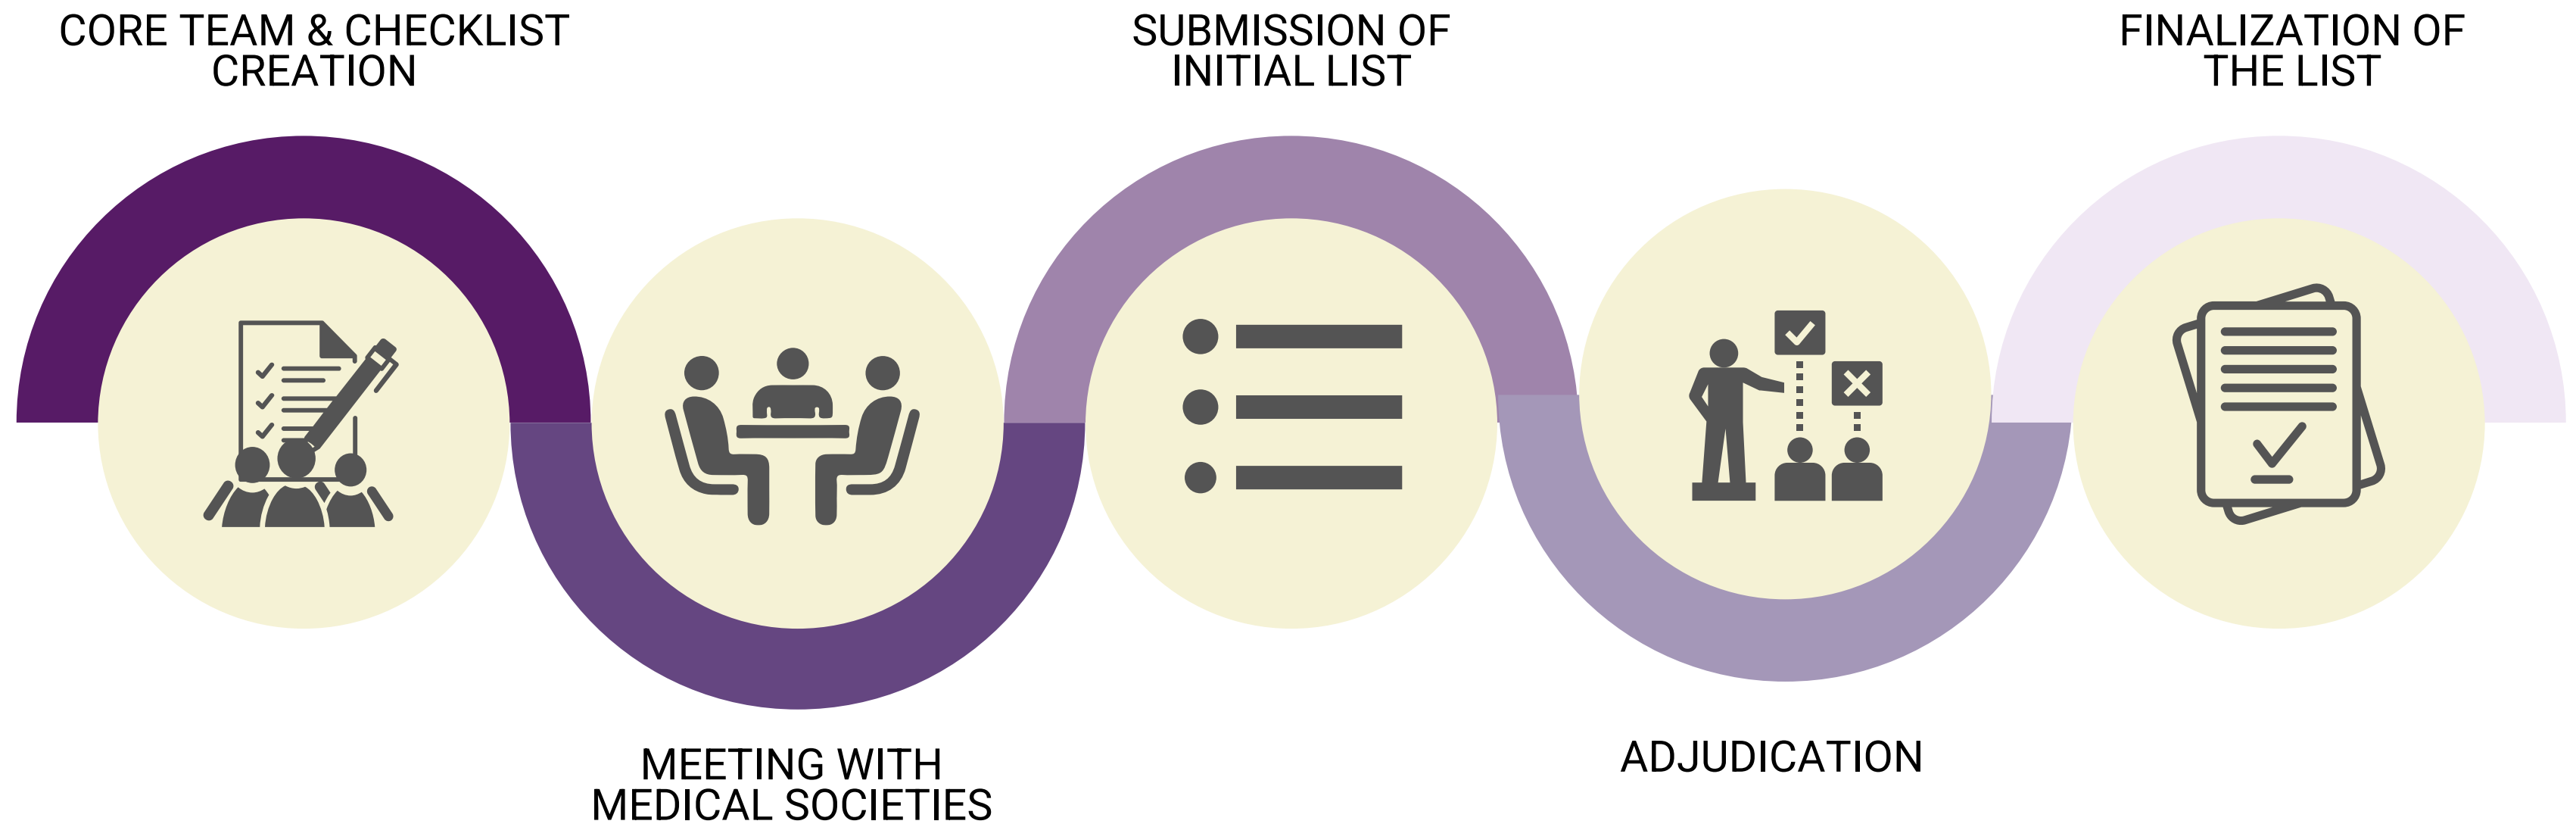 CORE TEAM & CHECKLIST
CREATION
MEETING WITH
MEDICAL SOCIETIES
SUBMISSION OF
INITIAL LIST
ADJUDICATION
FINALIZATION OF
THE LIST